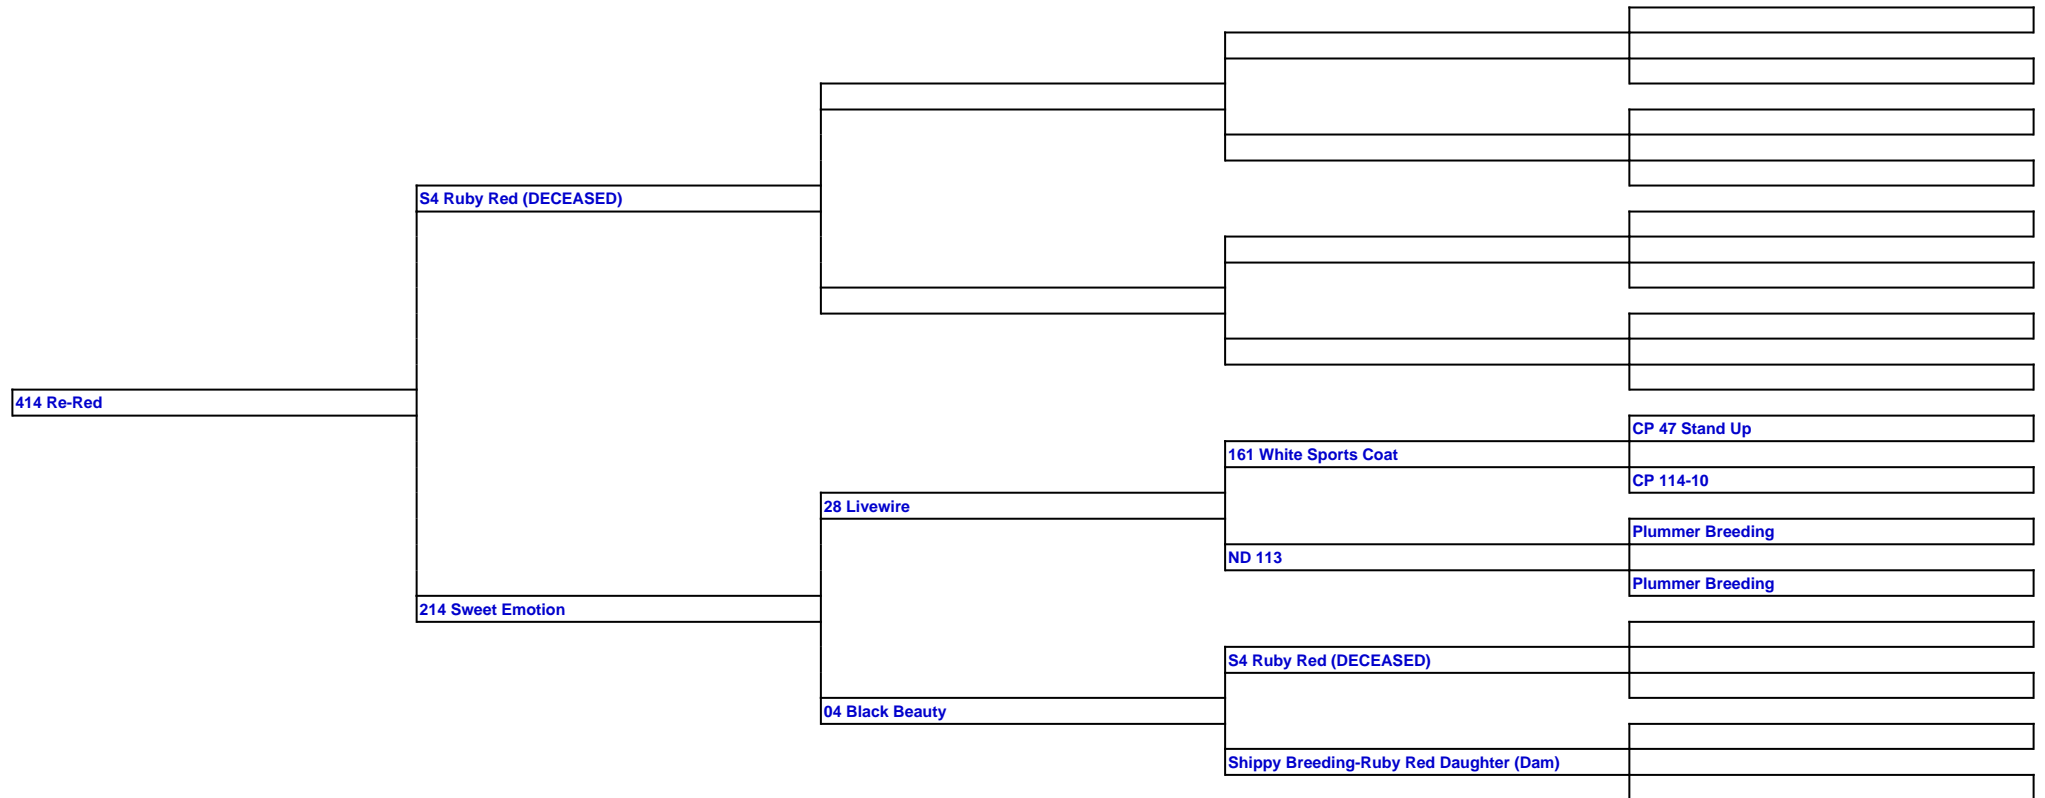 S4 Ruby Red (DECEASED)
414 Re-Red
CP 47 Stand Up
161 White Sports Coat
CP 114-10
28 Livewire
Plummer Breeding
ND 113
Plummer Breeding
214 Sweet Emotion
S4 Ruby Red (DECEASED)
04 Black Beauty
Shippy Breeding-Ruby Red Daughter (Dam)